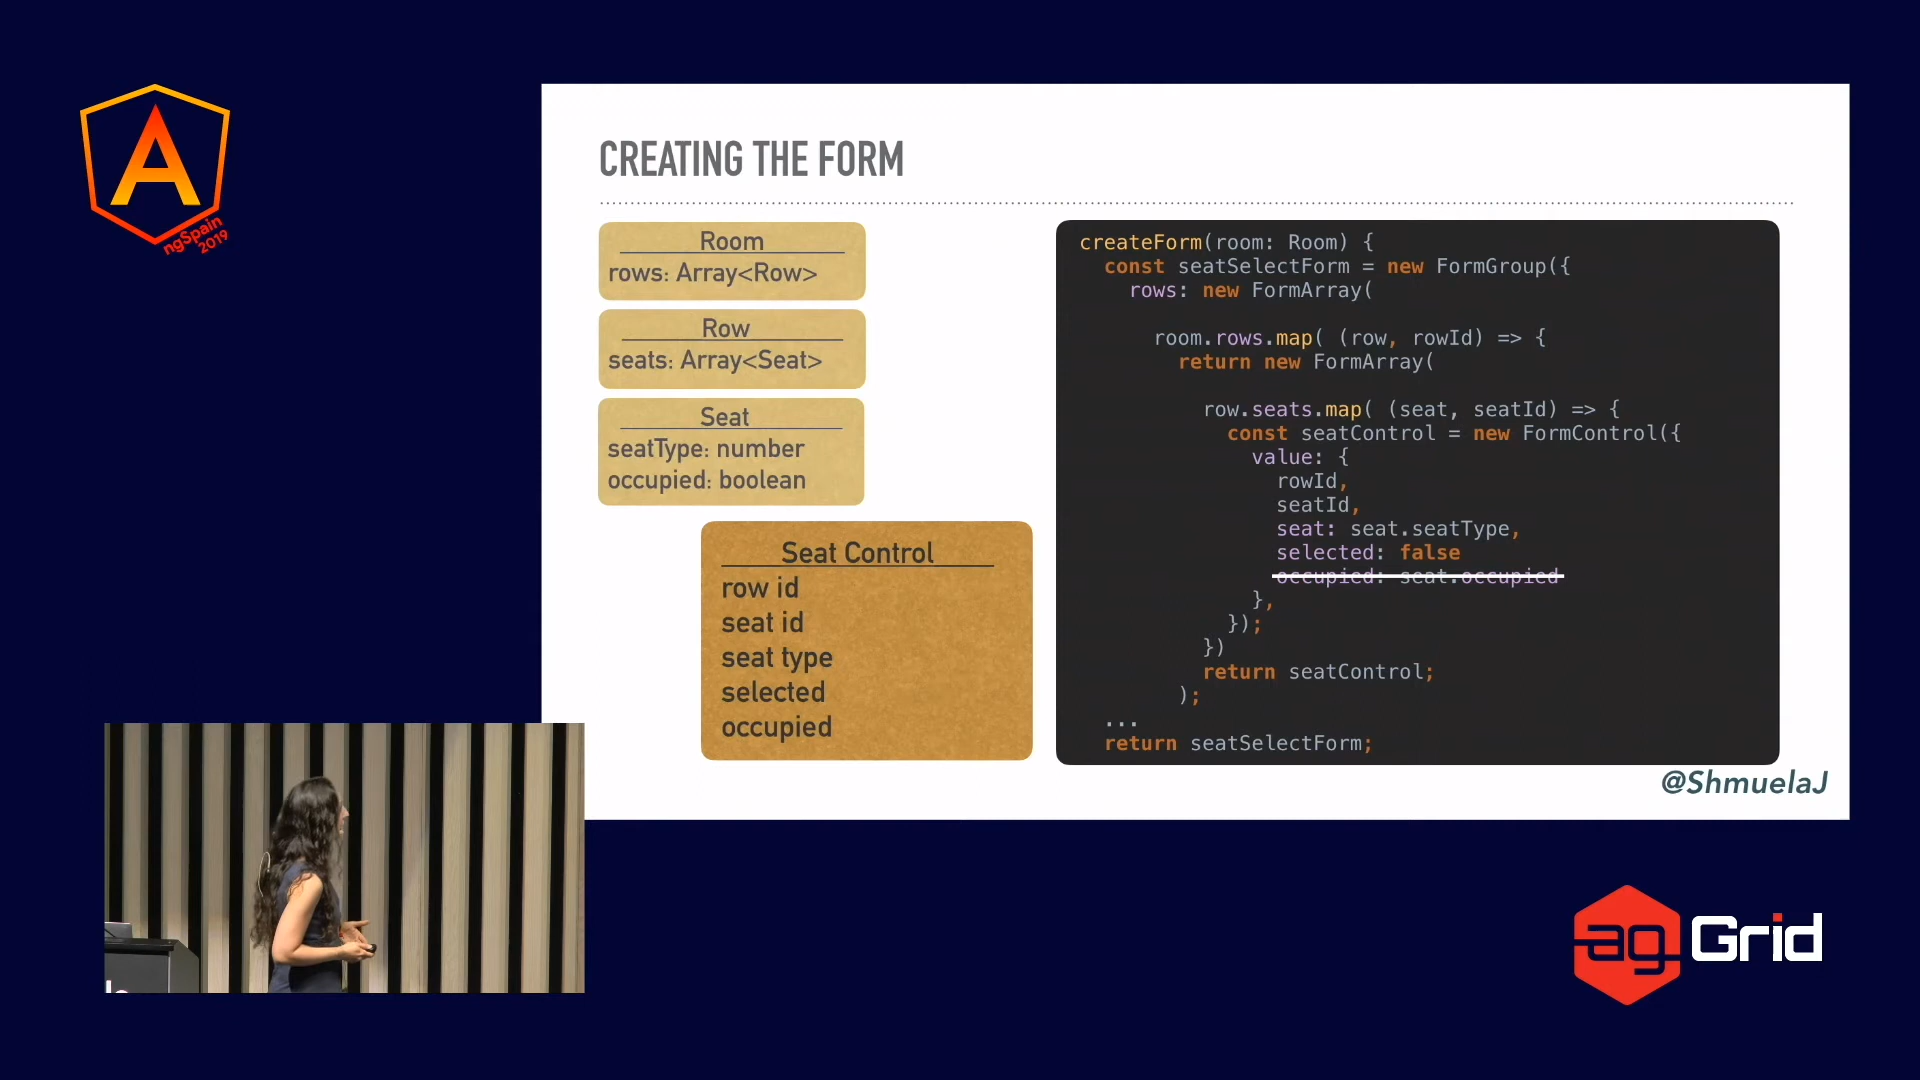 A
ngSpain
2019
CREATING THE FORM
Room
rows: Array<Row>
Row
seats: Array<Seat>
Seat
seatType: number
occupied: boolean
Seat Control
row id
seat id
seat type
selected
occupied
createForm(room: Room) {
const seatSelectForm = new FormGroup({
rows: new FormArray(
room.rows.map( (row, rowId) => {
return new FormArray(
row.seats.map( (seat, seatId) => {
const seatControl = new FormControl({
value: {
rowId,
seatId,
seat: seat.seatType,
selected: false
occupied: seat.occupied
},
});
})
return seatControl;
);
...
return seatSelectForm;
@ShmuelaJ
ag Grid